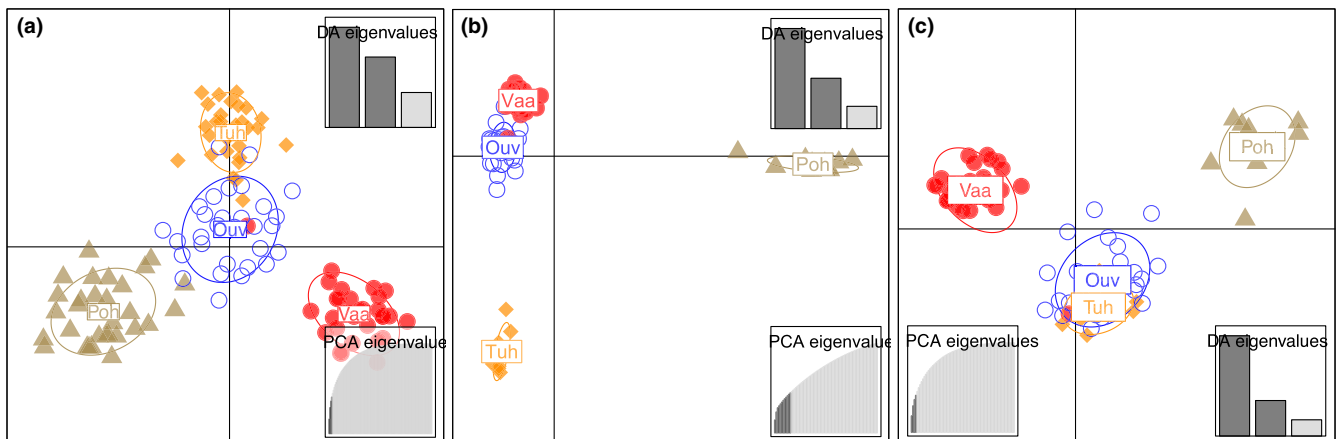 (a)
DA eigenvalues
Tuh
Ouv
Poh
Vaa
PCA eigenvalue
(b)
DA eigenvalues
Vaa
Ouv
Poh
Tuh
PCA eigenvalue
(c)
Poh
Vaa
Ouv
Tuh
PCA eigenvalues
DA eigenvalues